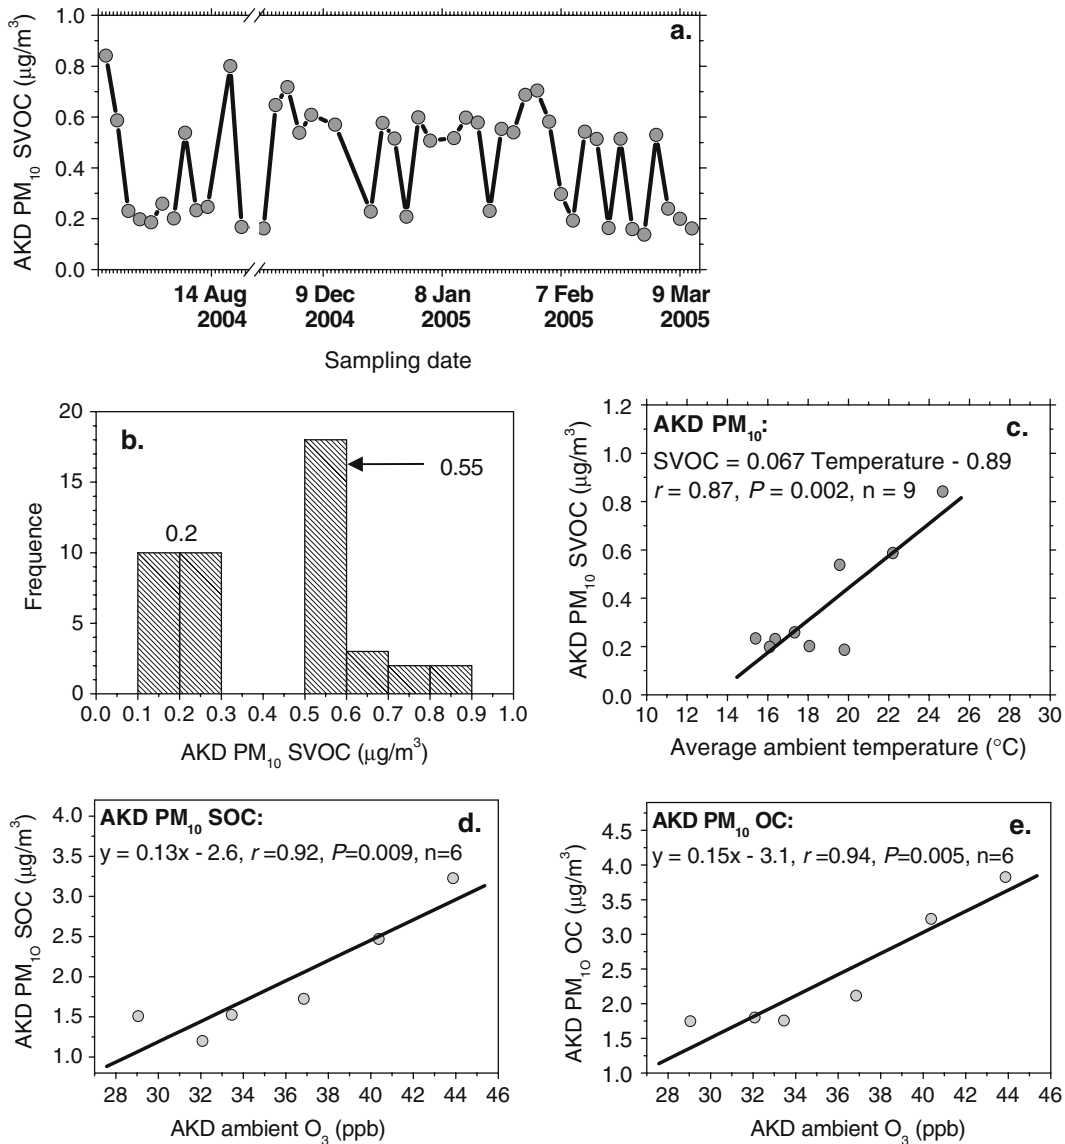 a.
AKD PM₁₀ SVOC (μg/m³)
1.0
0.8
0.6
0.4
0.2
0.0
14 Aug 9 Dec 8 Jan 7 Feb 9 Mar
2004 2004 2005 2005 2005
Sampling date
b.
Frequence
20
15
10
5
0
0.2
0.55
0.0 0.1 0.2 0.3 0.4 0.5 0.6 0.7 0.8 0.9 1.0
AKD PM₁₀ SVOC (μg/m³)
c.
AKD PM₁₀ SVOC (μg/m³)
1.2
1.0
0.8
0.6
0.4
0.2
0.0
AKD PM₁₀:
SVOC = 0.067 Temperature - 0.89
r = 0.87, P = 0.002, n = 9
10 12 14 16 18 20 22 24 26 28 30
Average ambient temperature (°C)
d.
AKD PM₁₀ SOC (μg/m³)
4.0
3.5
3.0
2.5
2.0
1.5
1.0
AKD PM₁₀ SOC:
y = 0.13x - 2.6, r=0.92, P=0.009, n=6
28 30 32 34 36 38 40 42 44 46
AKD ambient O₃ (ppb)
e.
AKD PM₁₀ OC (μg/m³)
4.5
4.0
3.5
3.0
2.5
2.0
1.5
1.0
AKD PM₁₀ OC:
y = 0.15x - 3.1, r=0.94, P=0.005, n=6
28 30 32 34 36 38 40 42 44 46
AKD ambient O₃ (ppb)